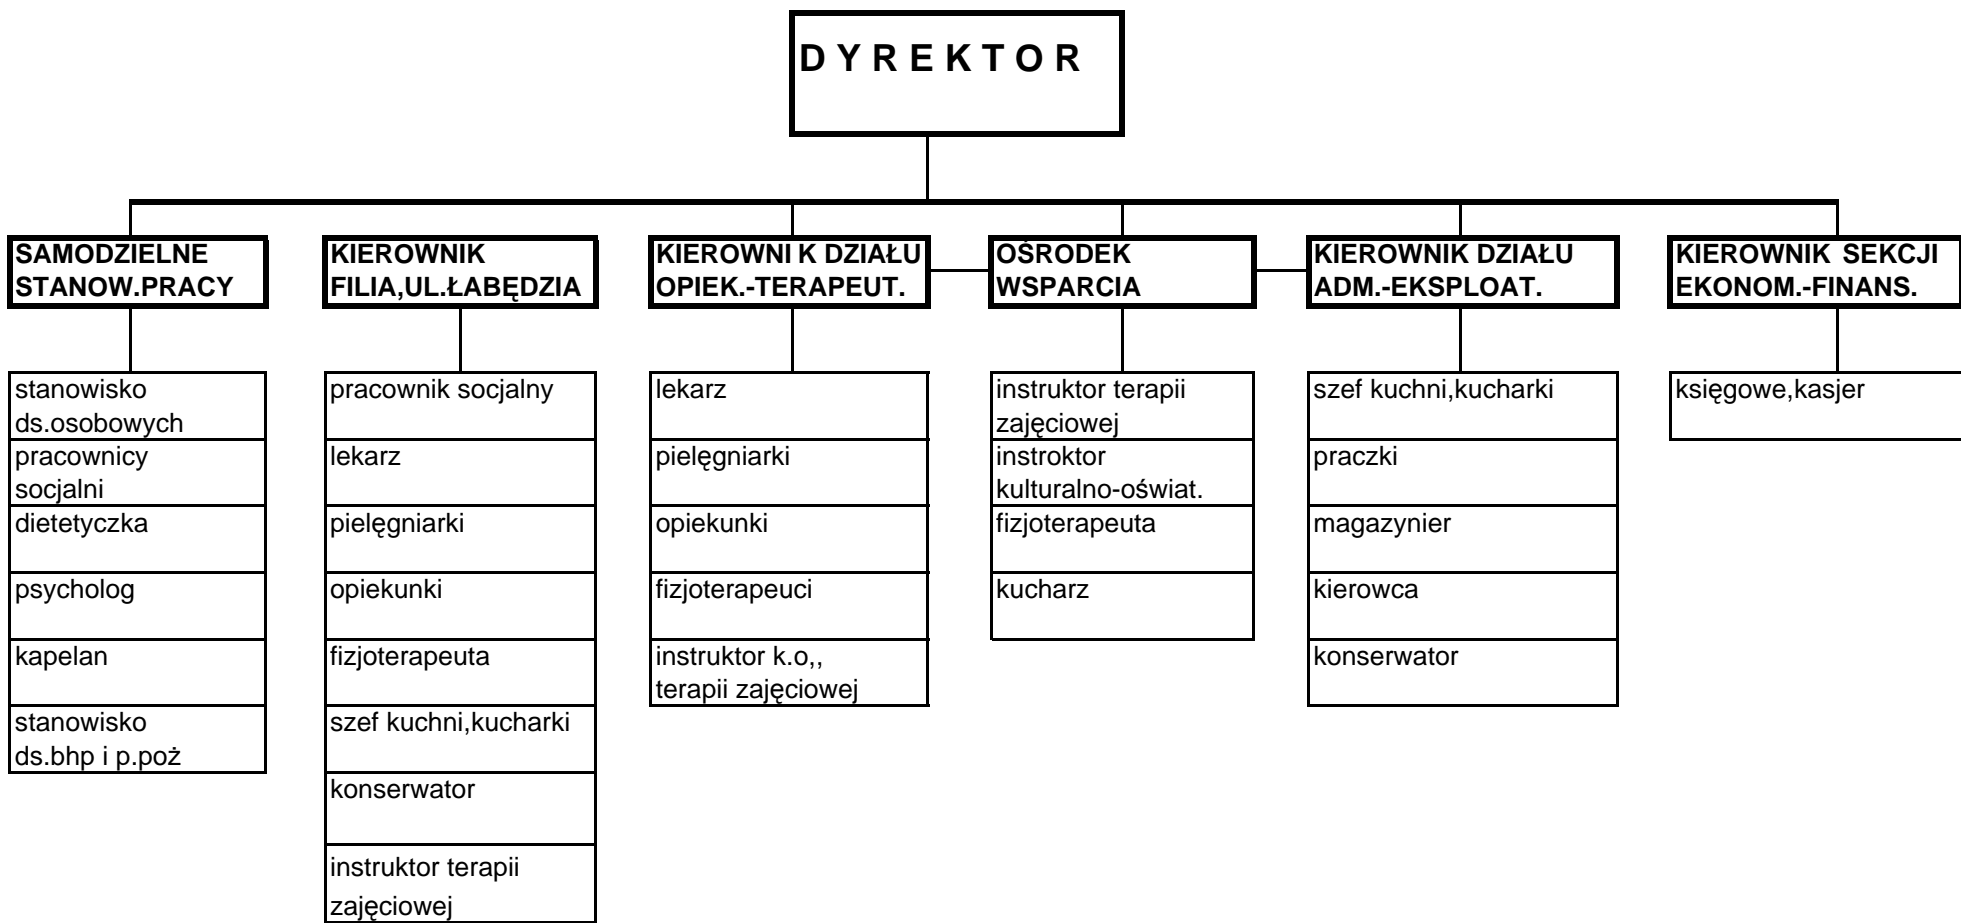 D Y R E K T O R
SAMODZIELNE
STANOW.PRACY
KIEROWNIK
FILIA,UL.ŁABĘDZIA
KIEROWNI K DZIAŁU
OPIEK.-TERAPEUT.
OŚRODEK
WSPARCIA
KIEROWNIK DZIAŁU
ADM.-EKSPLOAT.
KIEROWNIK SEKCJI
EKONOM.-FINANS.
stanowisko
ds.osobowych
pracownicy
socjalni
dietetyczka
psycholog
kapelan
stanowisko
ds.bhp i p.poż
pracownik socjalny
lekarz
pielęgniarki
opiekunki
fizjoterapeuta
szef kuchni,kucharki
konserwator
instruktor terapii
zajęciowej
lekarz
pielęgniarki
opiekunki
fizjoterapeuci
instruktor k.o,,
terapii zajęciowej
instruktor terapii
zajęciowej
instroktor
kulturalno-oświat.
fizjoterapeuta
kucharz
szef kuchni,kucharki
praczki
magazynier
kierowca
konserwator
księgowe,kasjer